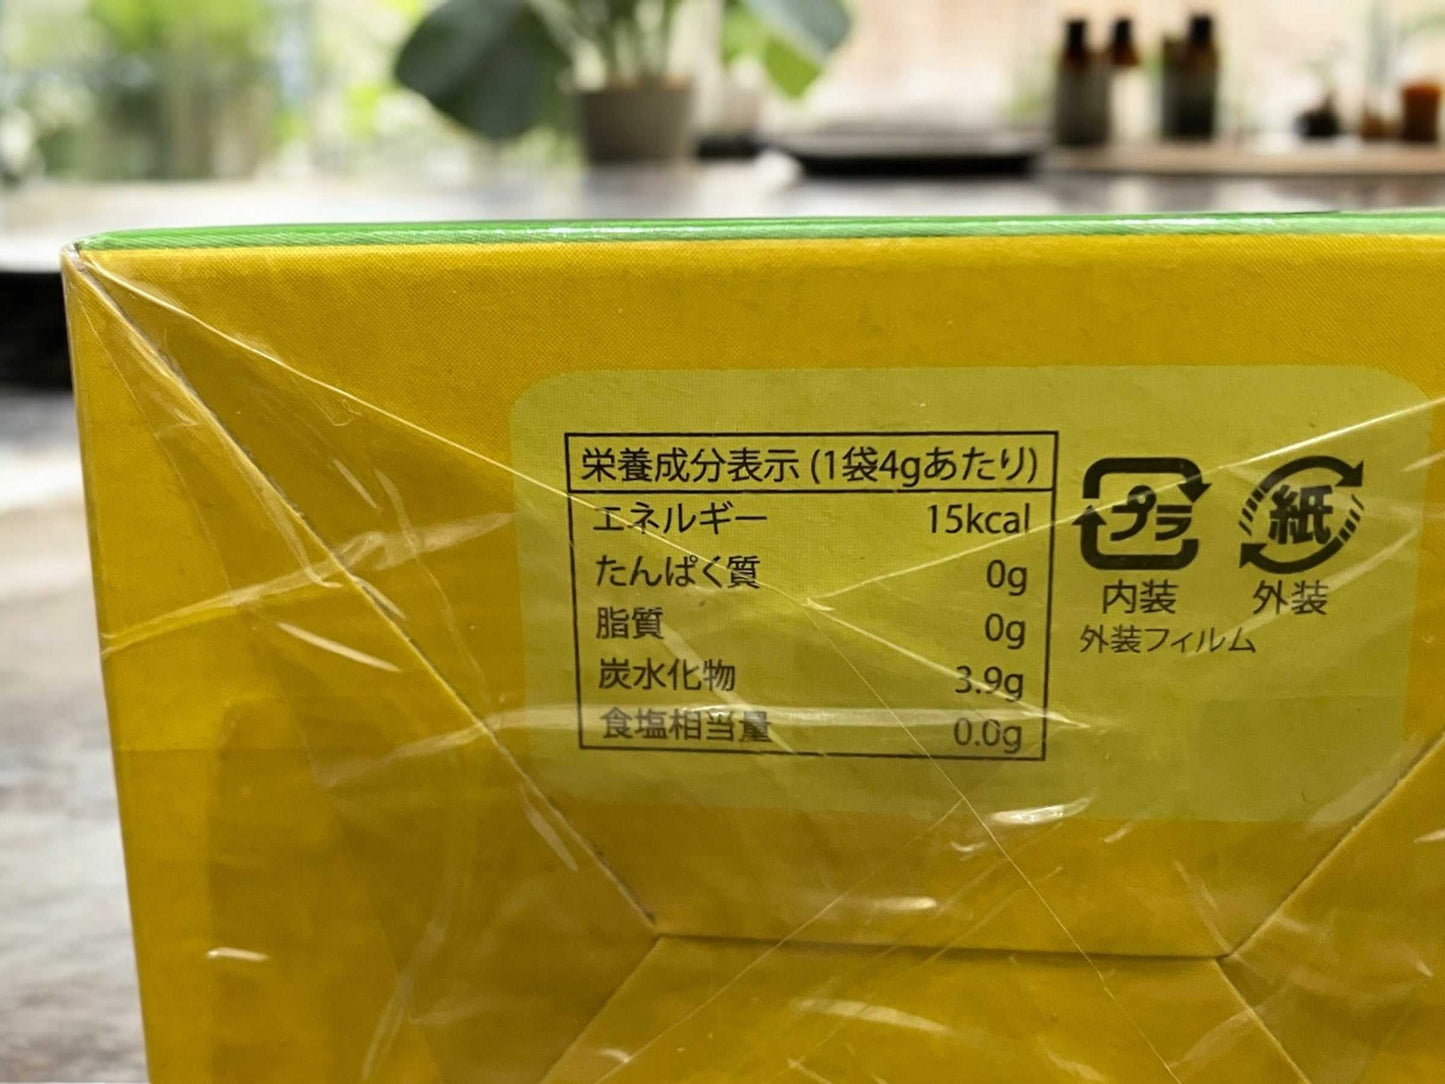 栄養成分表示 (1袋4gあたり)
エネルギー 15kcal
たんぱく質 0g
脂質 0g
炭水化物 3.9g
食塩相当量 0.0g
プラ
内装
外装フィルム
紙
外装